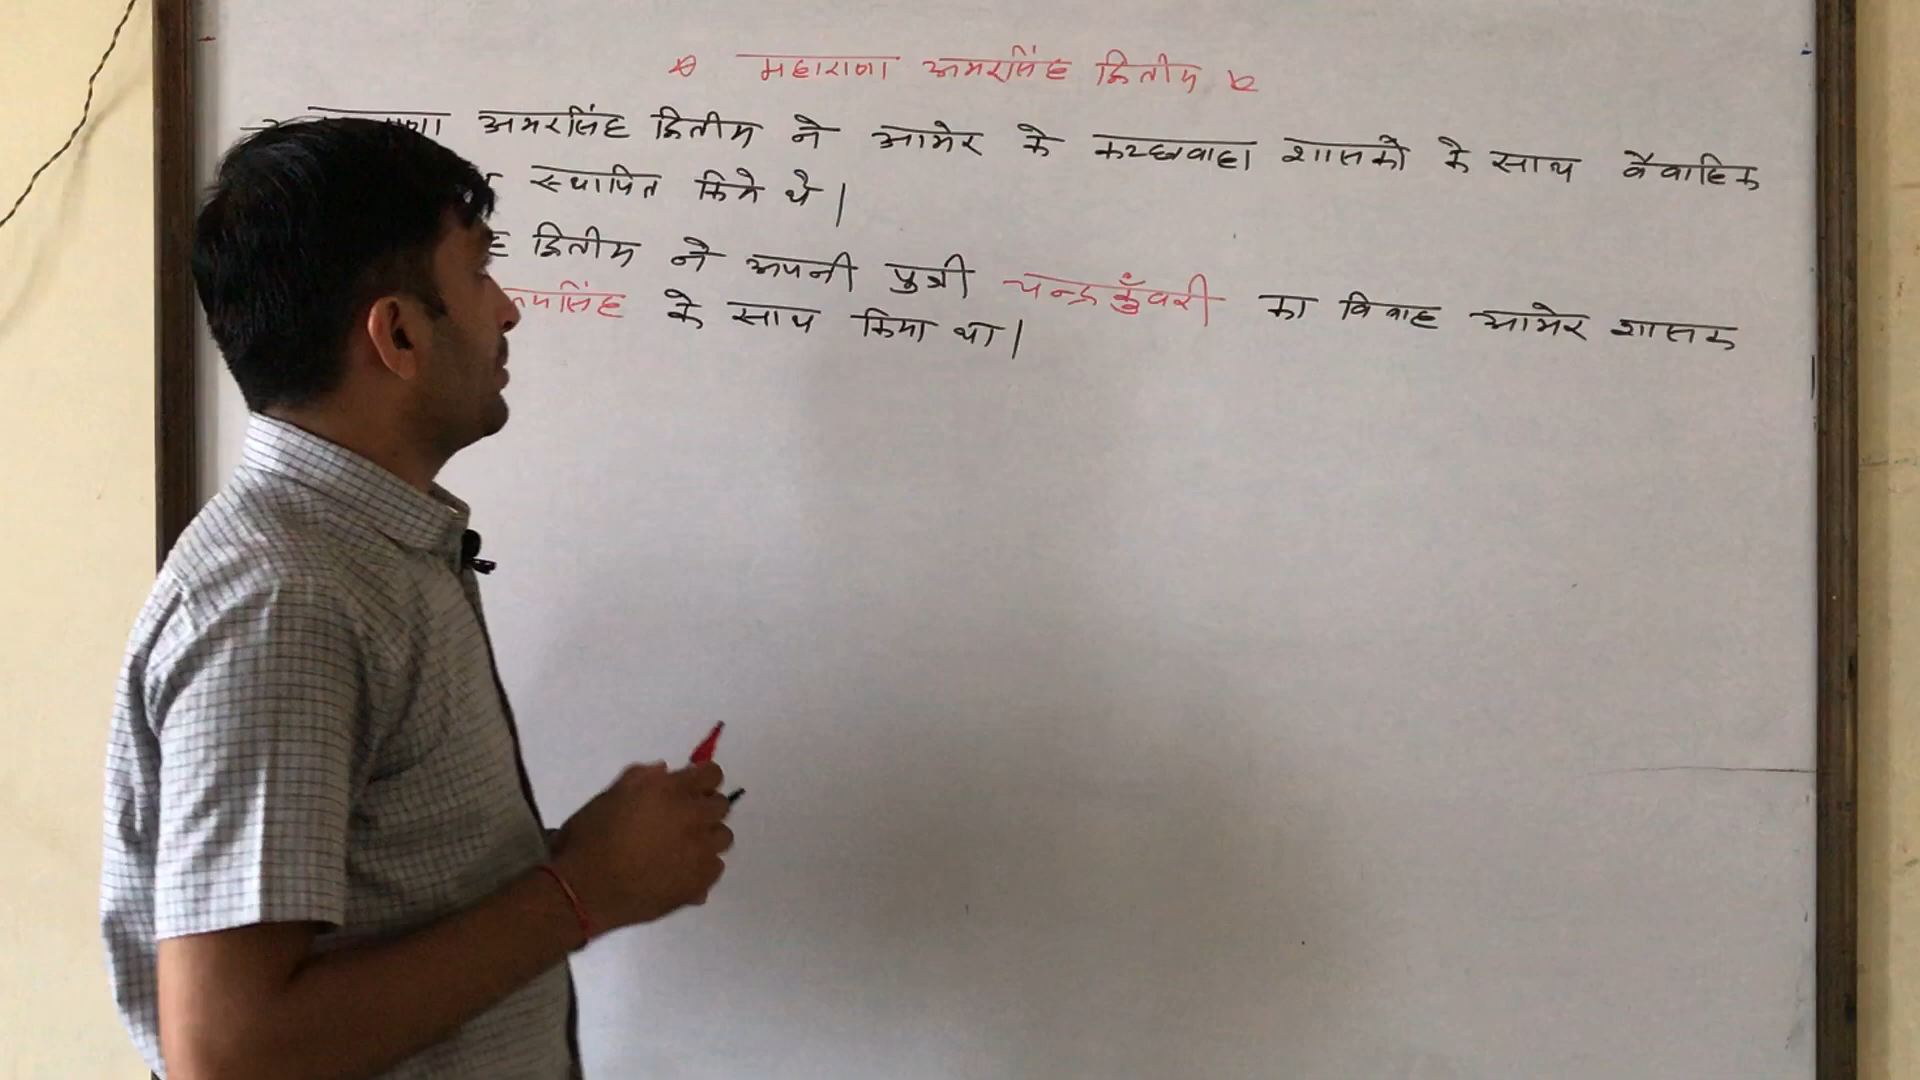 महाराणा अमरसिंह द्वितीय
अमरसिंह द्वितीय ने आमेर के कच्छवाहा शासकों के साथ वैवाहिक
स्थापित किये थे |
द्वितीय ने अपनी पुत्री चन्द्रकुँवरी का विवाह आमेर शासक
के साथ किया था |